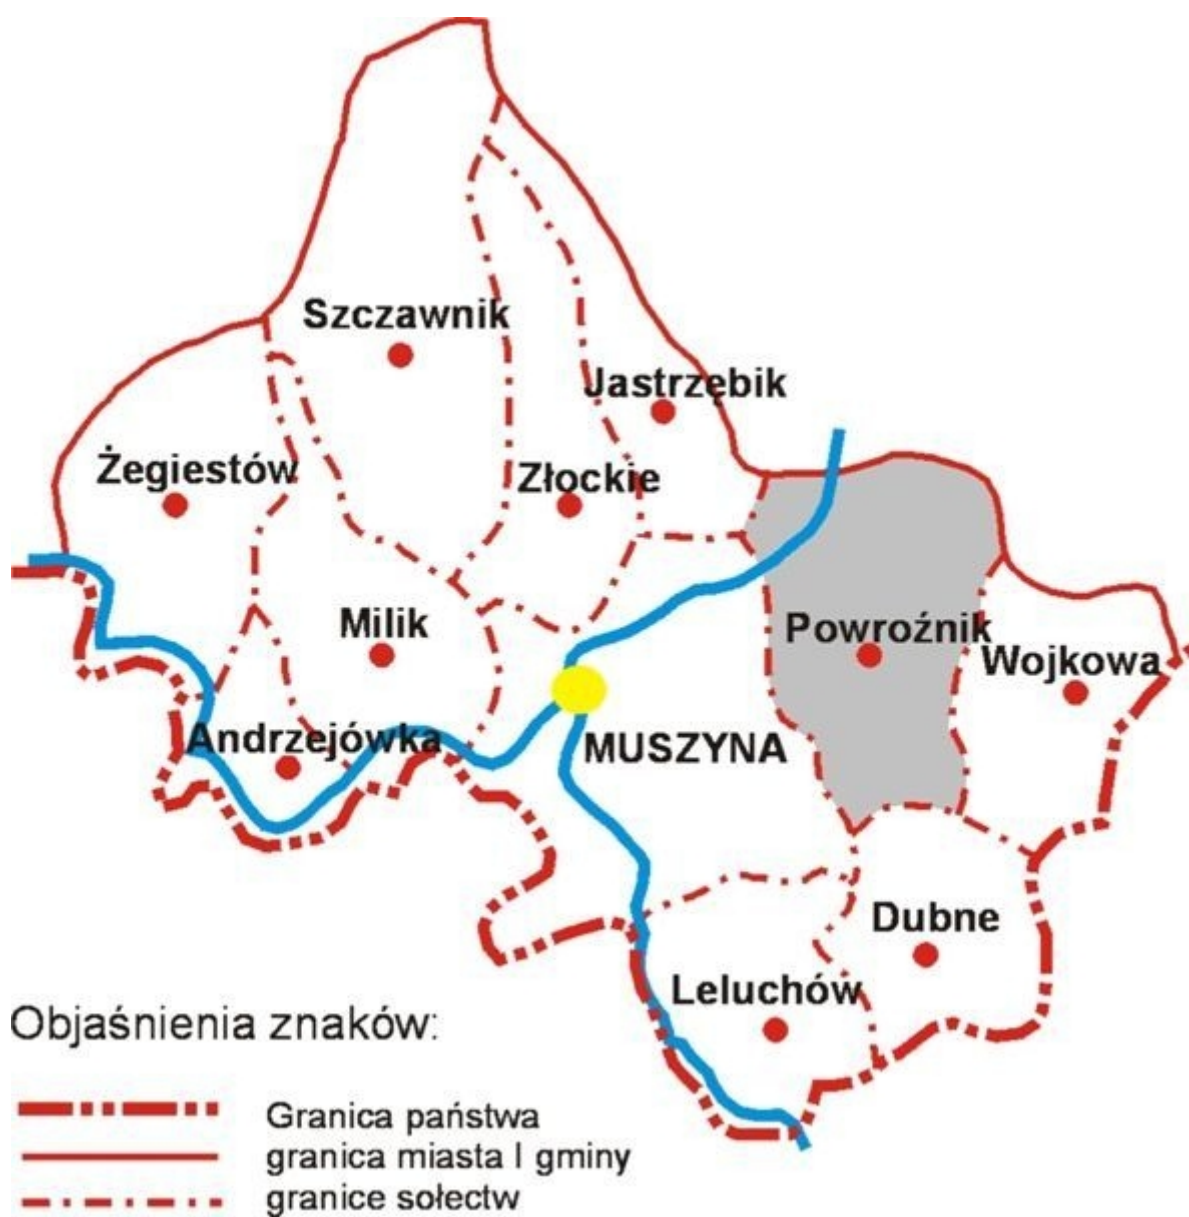 Szczawnik
Jastrzębik
Żegiestów
Złockie
Milik
Powroźnik
Wojkowa
Andrzejówka
MUSZYNA
Dubne
Leluchów
Objaśnienia znaków:
Granica państwa
granica miasta I gminy
granice sołectw